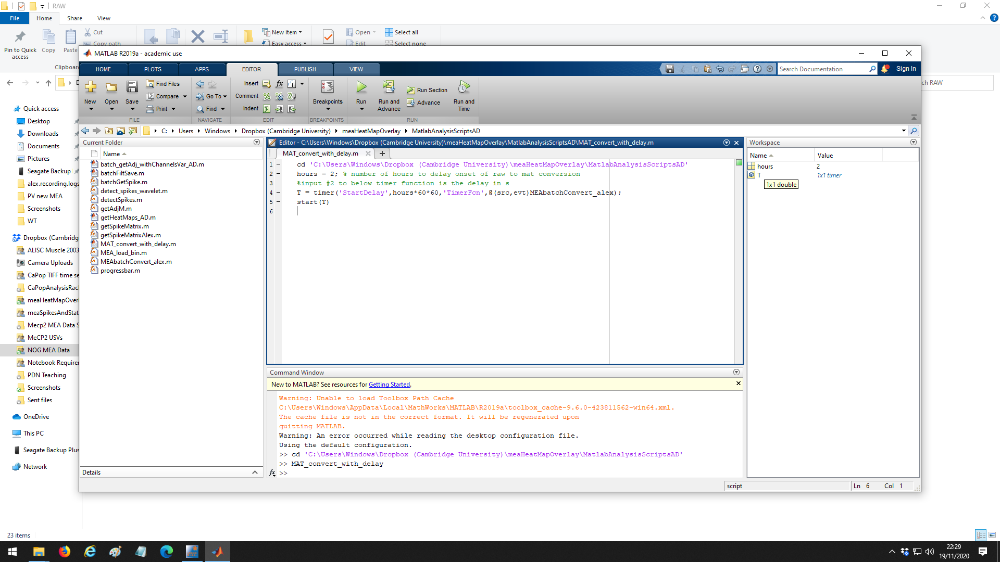 RAW
File
Home
Share
View
Pin to Quick access
Copy
Paste
Cut
Copy path
New item
Easy access
Open
Edit
Select all
Select none
Clipboar
MATLAB R2019a - academic use
HOME
PLOTS
APPS
EDITOR
PUBLISH
VIEW
Search Documentation
Sign In
New
Open
Save
Find Files
Compare
Print
Go To
Find
Insert
Comment
Indent
Breakpoints
Run
Run and Advance
Run Section
Advance
Run and Time
FILE
NAVIGATE
EDIT
BREAKPOINTS
RUN
ch RAW
C:
Users
Windows
Dropbox (Cambridge University)
meaHeatMapOverlay
MatlabAnalysisScriptsAD
Quick access
Desktop
Downloads
Documents
Pictures
Seagate Backup
alex.recording.logs
PV new MEA
Screenshots
WT
Dropbox (Cambridg
ALISC Muscle 2003
Camera Uploads
CaPop TIFF time se
CaPopAnalysisRac
meaHeatMapOverl
meaSpikesAndStat
Mecp2 MEA Data S
MeCP2 USVs
NOG MEA Data
Notebook Requirer
PDN Teaching
Screenshots
Sent files
OneDrive
This PC
Seagate Backup Plus
Network
23 items
Current Folder
Name
batch_getAdj_withChannelsVar_AD.m
batchFiltSave.m
batchGetSpike.m
detect_spikes_wavelet.m
detectSpikes.m
getAdjM.m
getHeatMaps_AD.m
getSpikeMatrix.m
getSpikeMatrixAlex.m
MAT_convert_with_delay.m
MEA_load_bin.m
MEAbatchConvert_alex.m
progressbar.m
Details
Editor - C:\Users\Windows\Dropbox (Cambridge University)\meaHeatMapOverlay\MatlabAnalysisScriptsAD\MAT_convert_with_delay.m
MAT_convert_with_delay.m
1 cd 'C:\Users\Windows\Dropbox (Cambridge University)\meaHeatMapOverlay\MatlabAnalysisScriptsAD'
2 hours = 2; % number of hours to delay onset of raw to mat conversion
3 %input #2 to below timer function is the delay in s
4 T = timer('StartDelay',hours*60*60,'TimerFcn',@(src,evt)MEAbatchConvert_alex);
5 start(T)
6
Command Window
New to MATLAB? See resources for Getting Started.
Warning: Unable to load Toolbox Path Cache
C:\Users\Windows\AppData\Local\MathWorks\MATLAB\R2019a\toolbox_cache-9.6.0-423811562-win64.xml.
The cache file is not in the correct format. It will be regenerated upon
quitting MATLAB.
Warning: An error occurred while reading the desktop configuration file.
Using the default configuration.
>> cd 'C:\Users\Windows\Dropbox (Cambridge University)\meaHeatMapOverlay\MatlabAnalysisScriptsAD'
>> MAT_convert_with_delay
fx >>
Workspace
Name
Value
hours 2
T 1x1 timer
1x1 double
script
Ln 6 Col 1
22:29
19/11/2020